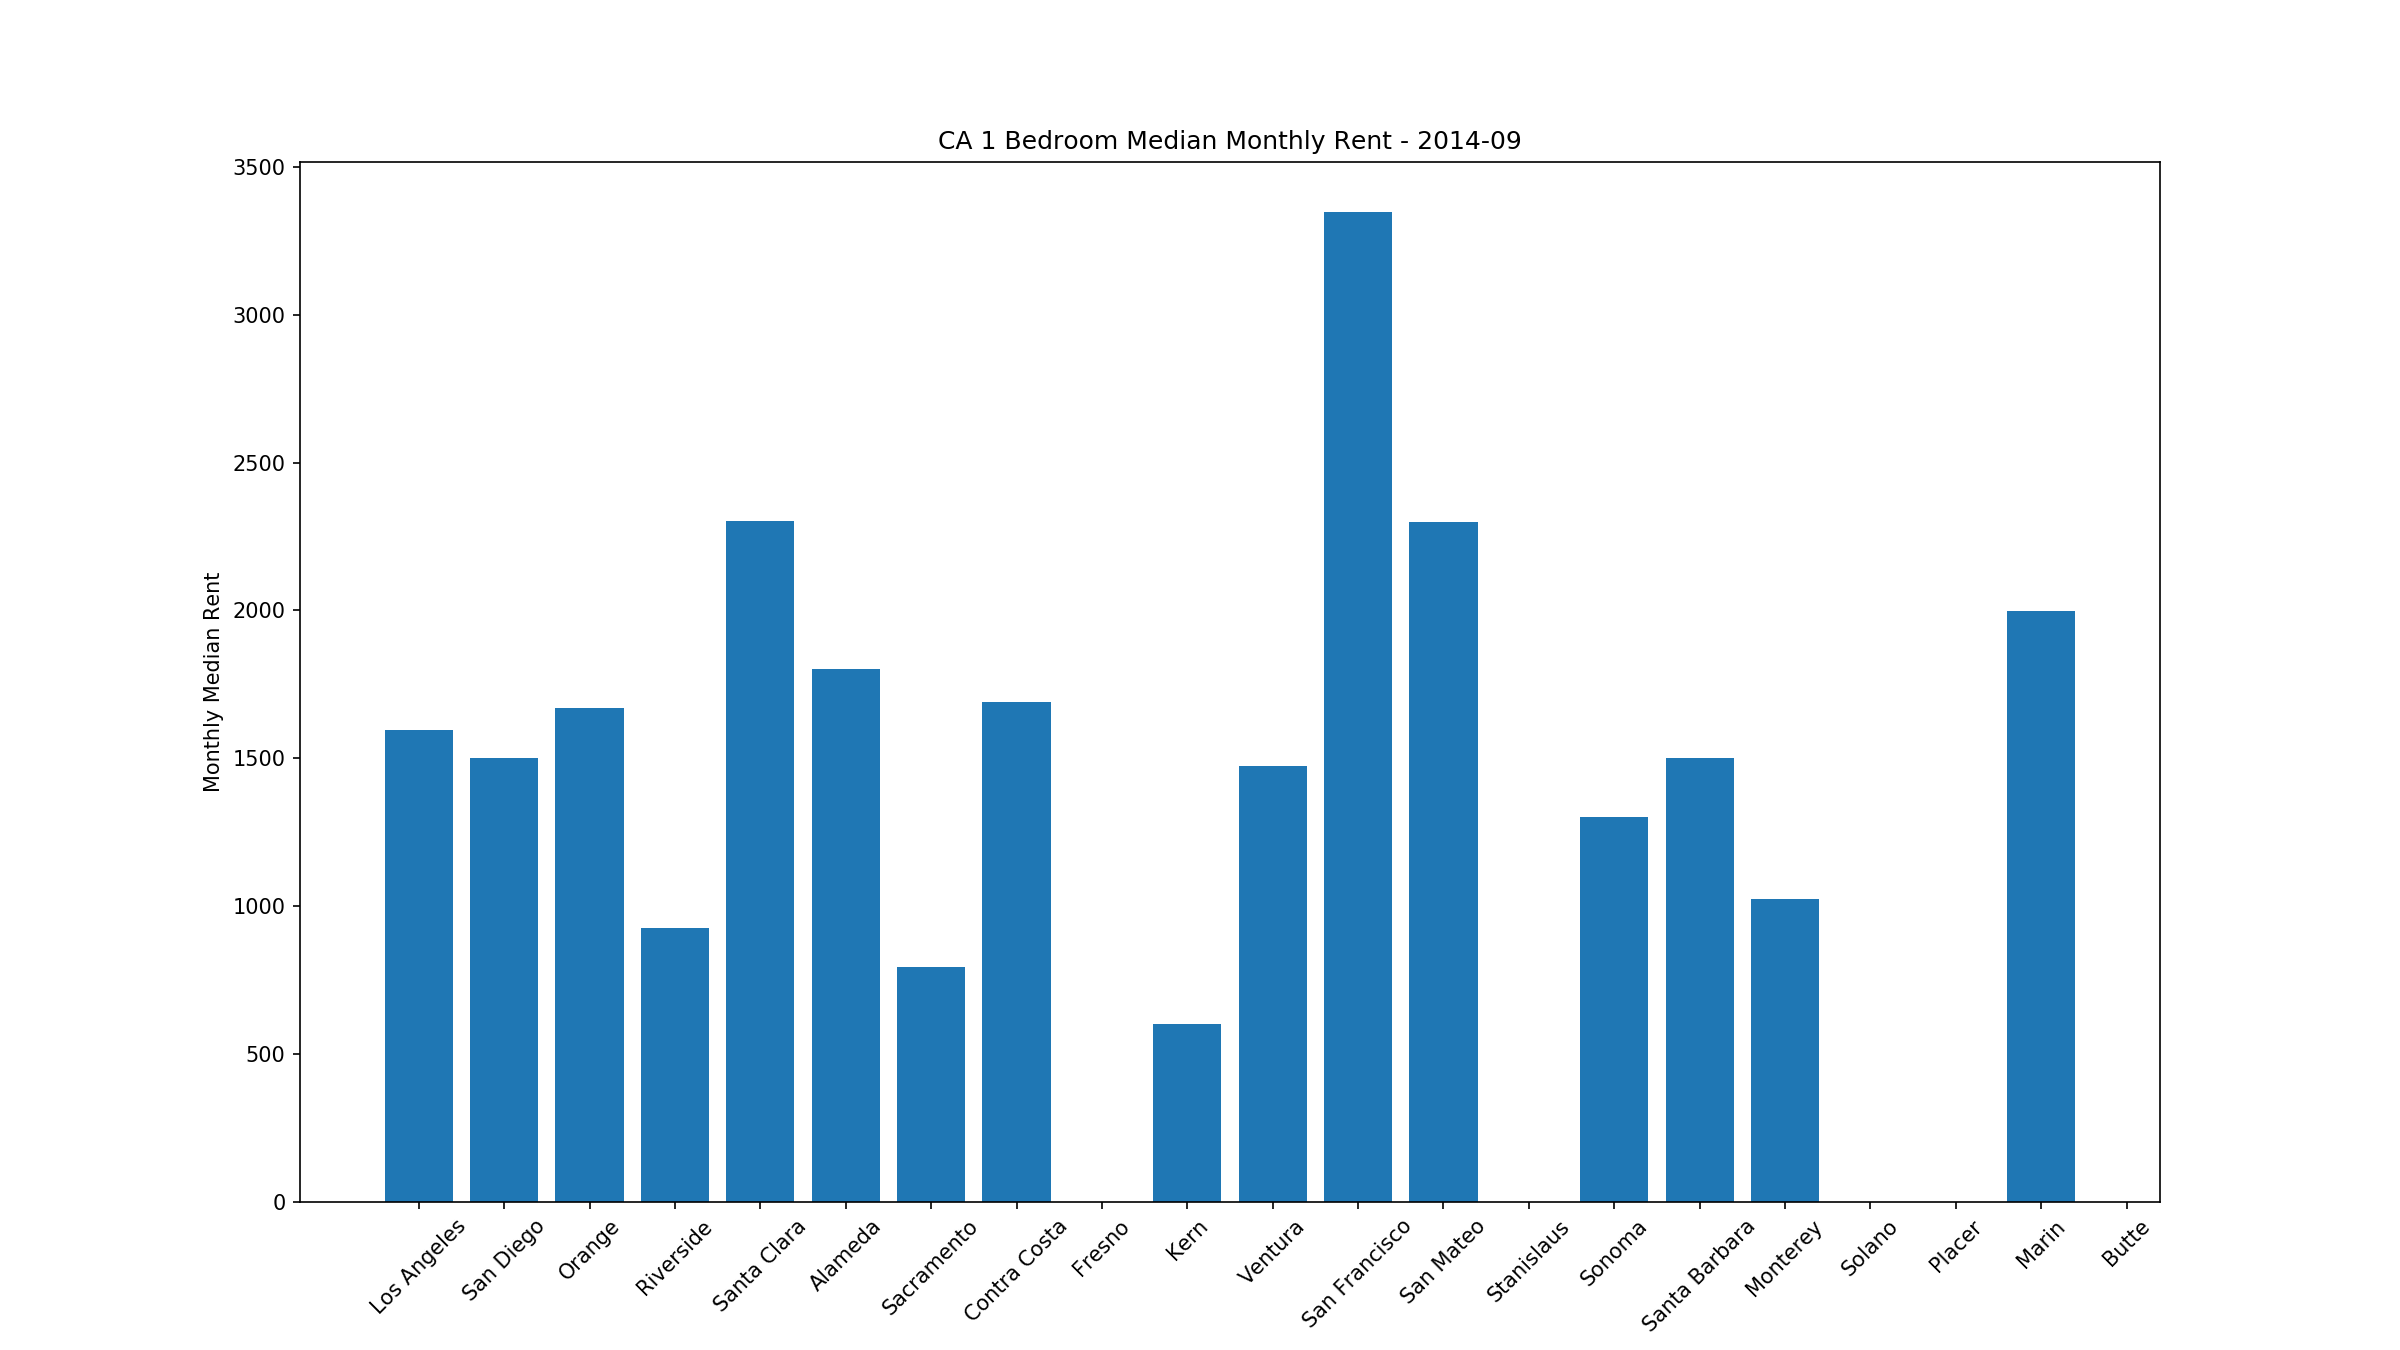 CA 1 Bedroom Median Monthly Rent - 2014-09
Monthly Median Rent
3500
3000
2500
2000
1500
1000
500
0
Los Angeles
San Diego
Orange
Riverside
Santa Clara
Alameda
Sacramento
Contra Costa
Fresno
Kern
Ventura
San Francisco
San Mateo
Stanislaus
Sonoma
Santa Barbara
Monterey
Solano
Placer
Marin
Butte